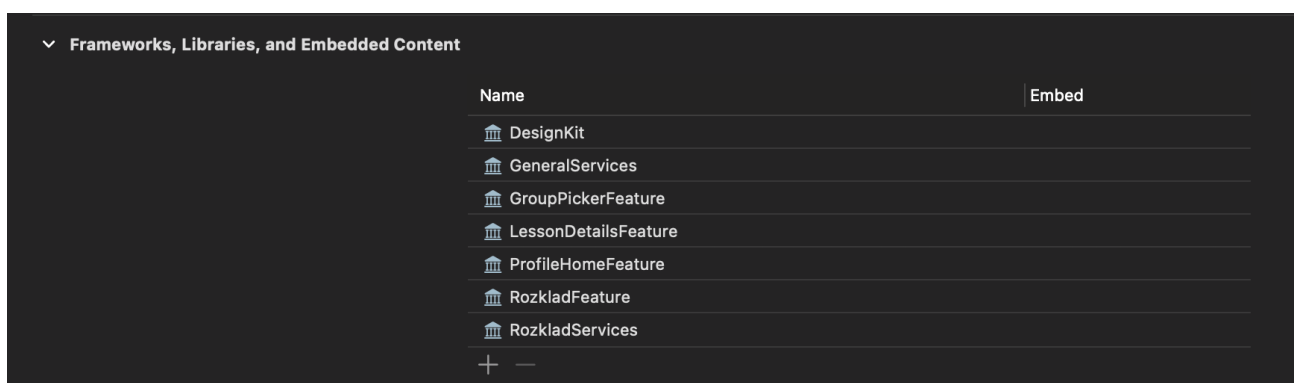 Frameworks, Libraries, and Embedded Content
Name Embed
DesignKit
GeneralServices
GroupPickerFeature
LessonDetailsFeature
ProfileHomeFeature
RozkladFeature
RozkladServices